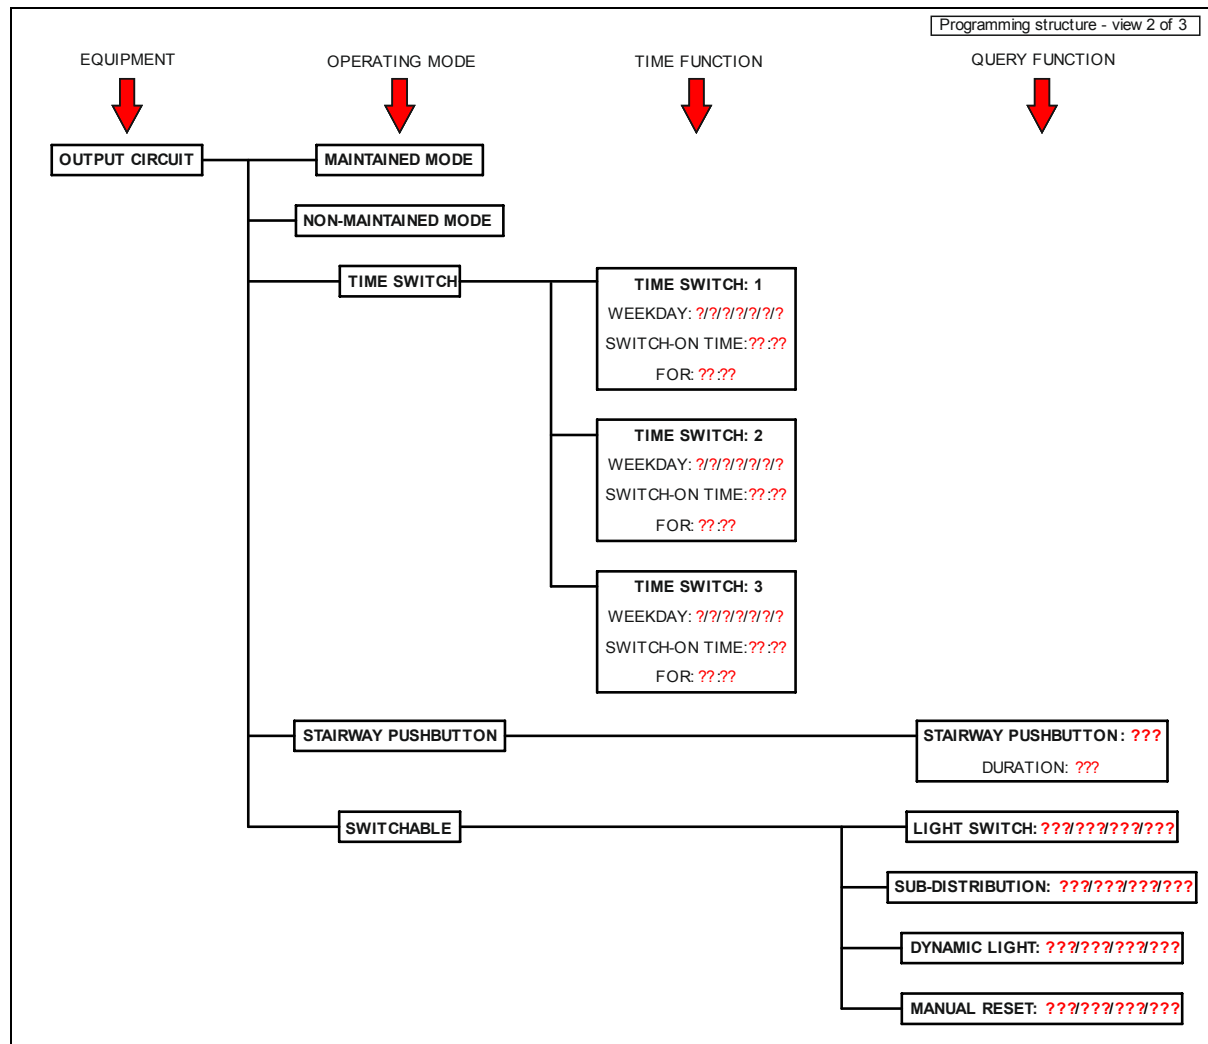 Programming structure - view 2 of 3
EQUIPMENT
OPERATING MODE
TIME FUNCTION
QUERY FUNCTION
OUTPUT CIRCUIT
MAINTAINED MODE
NON-MAINTAINED MODE
TIME SWITCH
TIME SWITCH: 1
WEEKDAY: ?/?/?/?/?/?/?
SWITCH-ON TIME:??:??
FOR: ??:??
TIME SWITCH: 2
WEEKDAY: ?/?/?/?/?/?/?
SWITCH-ON TIME:??:??
FOR: ??:??
TIME SWITCH: 3
WEEKDAY: ?/?/?/?/?/?/?
SWITCH-ON TIME:??:??
FOR: ??:??
STAIRWAY PUSHBUTTON
STAIRWAY PUSHBUTTON: ???
DURATION: ???
SWITCHABLE
LIGHT SWITCH: ???/???/???/???
SUB-DISTRIBUTION: ???/???/???/???
DYNAMIC LIGHT: ???/???/???/???
MANUAL RESET: ???/???/???/???